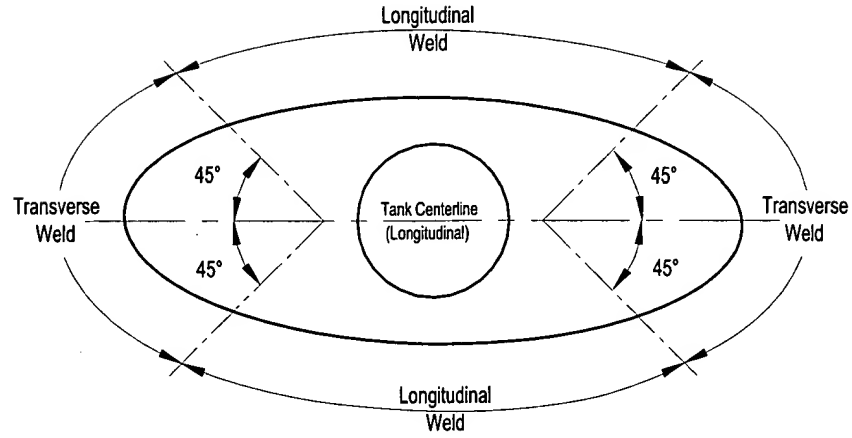 Longitudinal
Weld
45°
45°
Transverse
Weld
Tank Centerline
(Longitudinal)
Transverse
Weld
45°
45°
Longitudinal
Weld